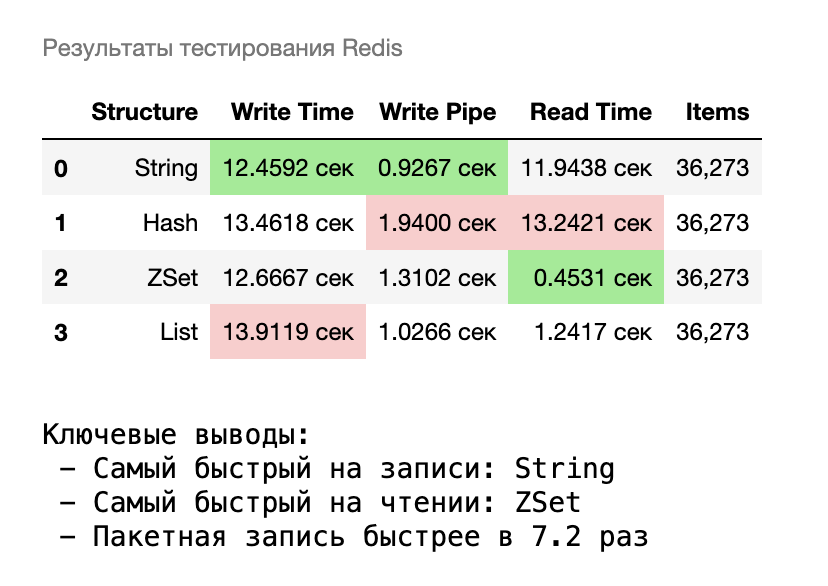 Результаты тестирования Redis
Structure Write Time Write Pipe Read Time Items
0 String 12.4592 сек 0.9267 сек 11.9438 сек 36,273
1 Hash 13.4618 сек 1.9400 сек 13.2421 сек 36,273
2 ZSet 12.6667 сек 1.3102 сек 0.4531 сек 36,273
3 List 13.9119 сек 1.0266 сек 1.2417 сек 36,273
Ключевые выводы:
- Самый быстрый на записи: String
- Самый быстрый на чтении: ZSet
- Пакетная запись быстрее в 7.2 раз